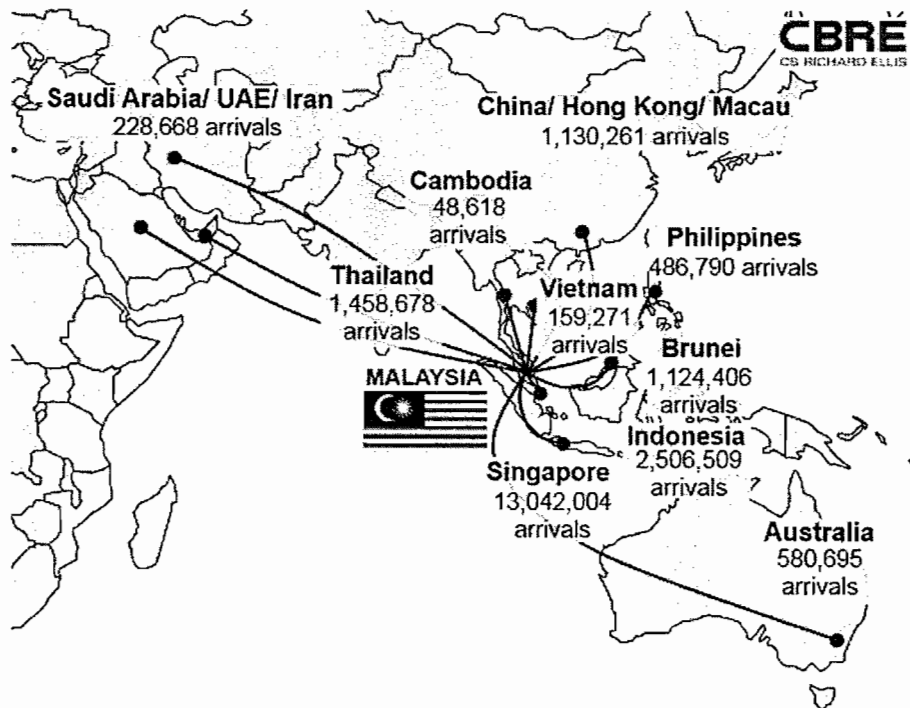 CBRE
CB RICHARD ELLIS
Saudi Arabia/ UAE/ Iran
228,668 arrivals
China/ Hong Kong/ Macau
1,130,261 arrivals
Cambodia
48,618
arrivals
Philippines
486,790 arrivals
Thailand
1,458,678
arrivals
Vietnam
159,271
arrivals
Brunei
1,124,406
arrivals
MALAYSIA
Indonesia
2,506,509
arrivals
Singapore
13,042,004
arrivals
Australia
580,695
arrivals